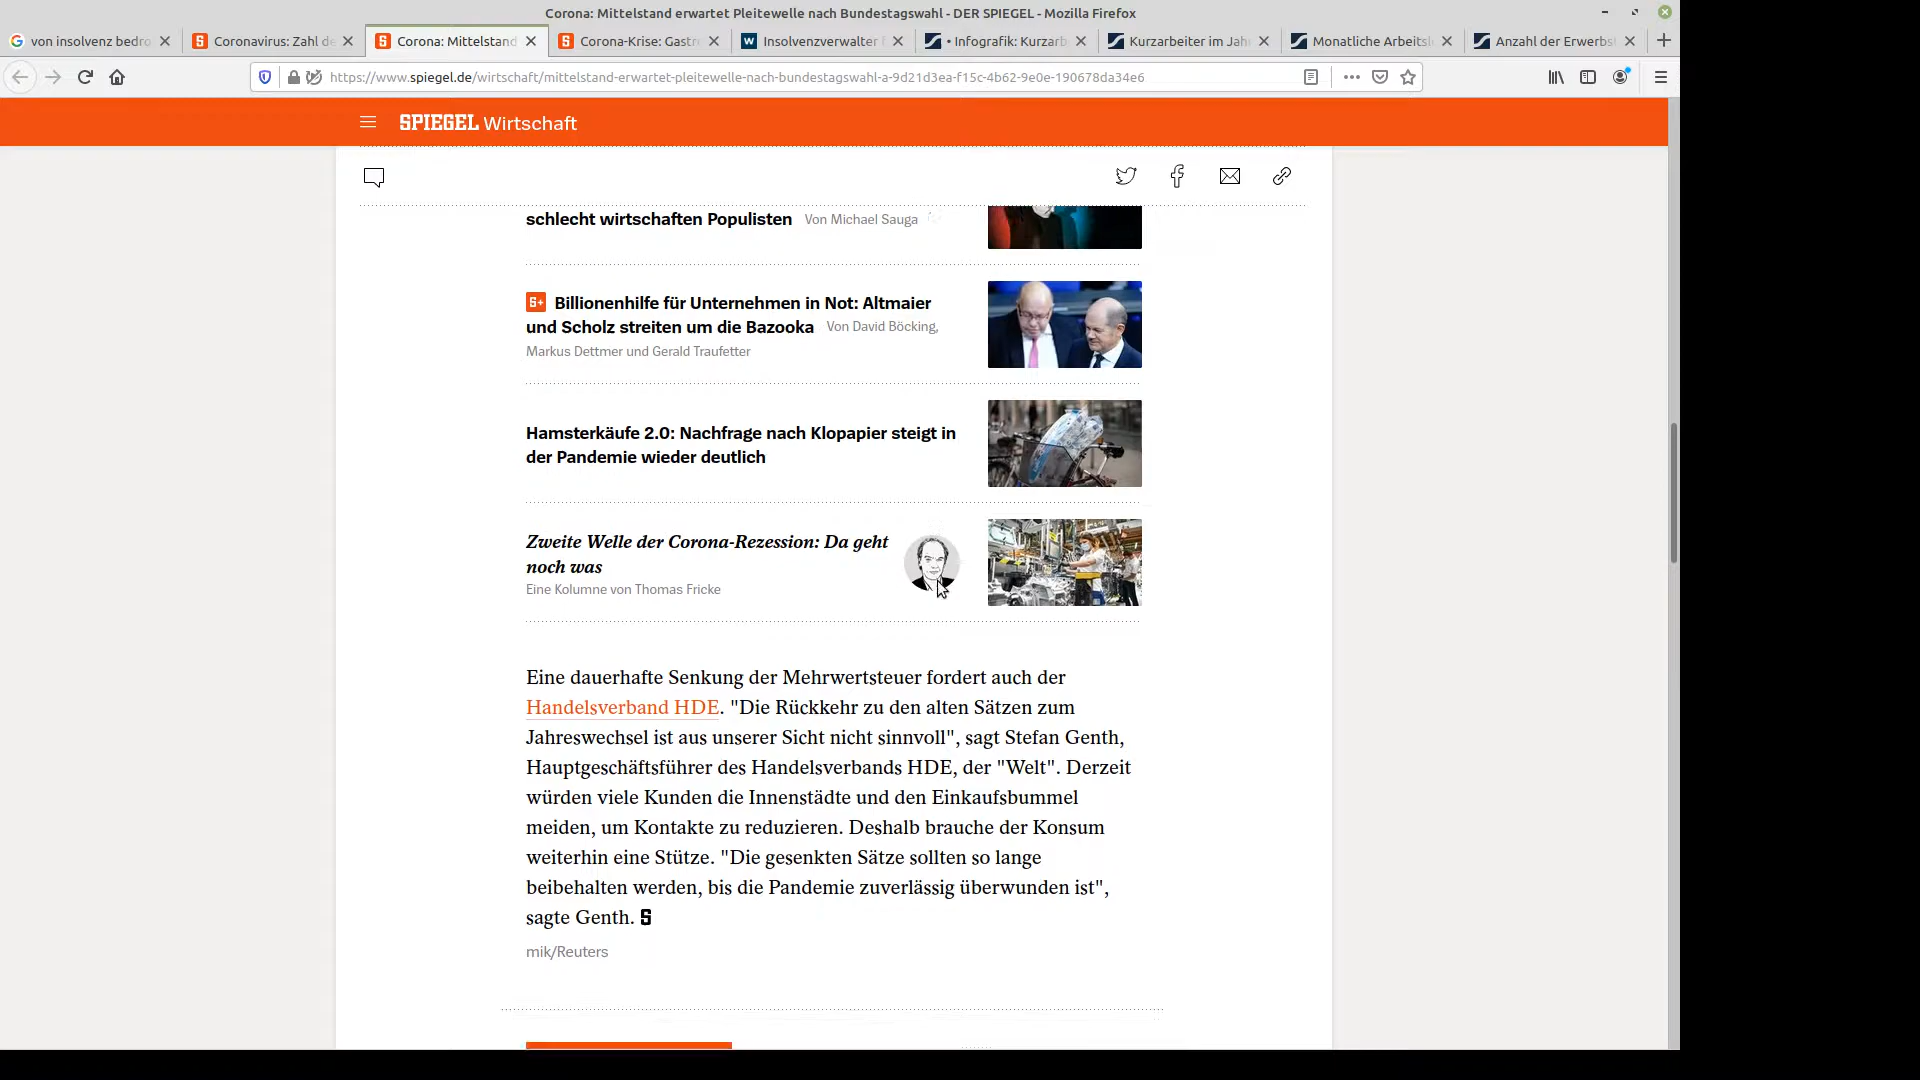 Corona: Mittelstand erwartet Pleitewelle nach Bundestagswahl - DER SPIEGEL - Mozilla Firefox
von insolvenz bedro
Coronavirus: Zahl de
Corona: Mittelstand
Corona-Krise: Gastr
Insolvenzverwalter
• Infografik: Kurzarb
Kurzarbeiter im Jah
Monatliche Arbeitsl
Anzahl der Erwerbst
https://www.spiegel.de/wirtschaft/mittelstand-erwartet-pleitewelle-nach-bundestagswahl-a-9d21d3ea-f15c-4b62-9e0e-190678da34e6
SPIEGEL Wirtschaft
schlecht wirtschaften Populisten Von Michael Sauga
S+ Billionenhilfe für Unternehmen in Not: Altmaier
und Scholz streiten um die Bazooka Von David Böcking,
Markus Dettmer und Gerald Traufetter
Hamsterkäufe 2.0: Nachfrage nach Klopapier steigt in
der Pandemie wieder deutlich
Zweite Welle der Corona-Rezession: Da geht
noch was
Eine Kolumne von Thomas Fricke
Eine dauerhafte Senkung der Mehrwertsteuer fordert auch der
Handelsverband HDE. "Die Rückkehr zu den alten Sätzen zum
Jahreswechsel ist aus unserer Sicht nicht sinnvoll", sagt Stefan Genth,
Hauptgeschäftsführer des Handelsverbands HDE, der "Welt". Derzeit
würden viele Kunden die Innenstädte und den Einkaufsbummel
meiden, um Kontakte zu reduzieren. Deshalb brauche der Konsum
weiterhin eine Stütze. "Die gesenkten Sätze sollten so lange
beibehalten werden, bis die Pandemie zuverlässig überwunden ist",
sagte Genth. S
mik/Reuters